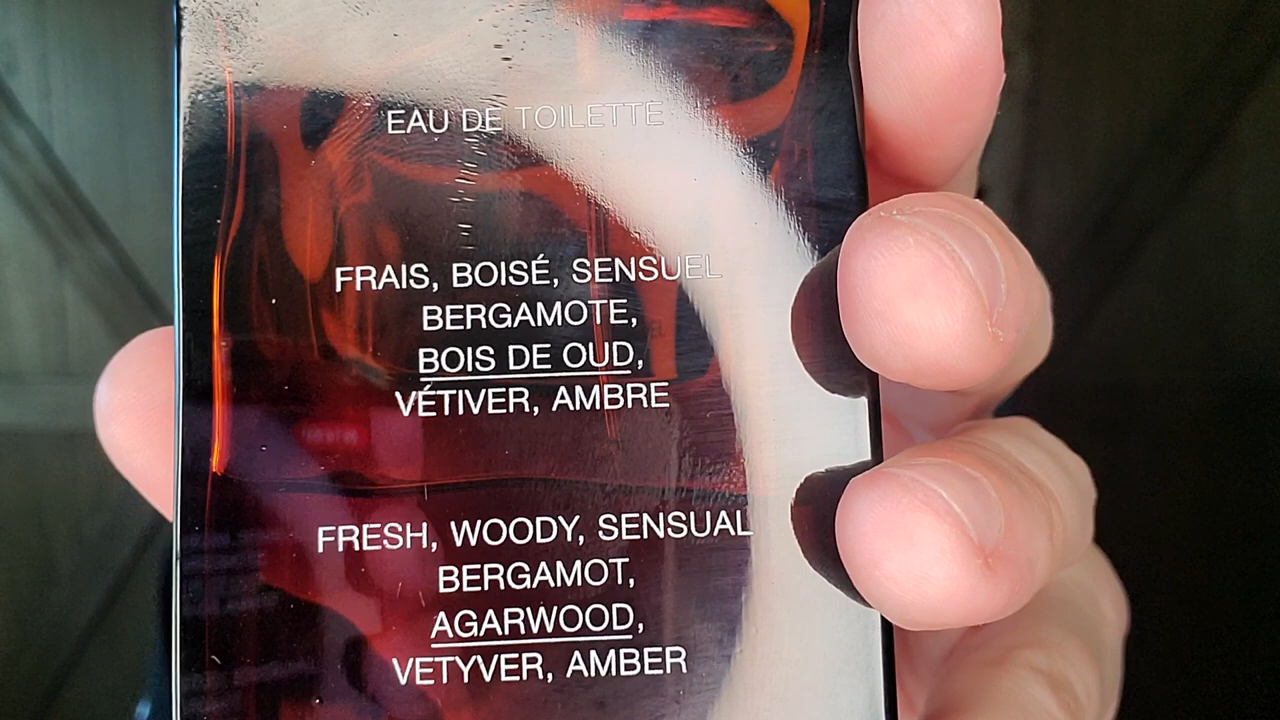 EAU DE TOILETTE
FRAIS, BOISÉ, SENSUEL
BERGAMOTE,
BOIS DE OUD,
VÉTIVER, AMBRE
FRESH, WOODY, SENSUAL
BERGAMOT,
AGARWOOD,
VETYVER, AMBER